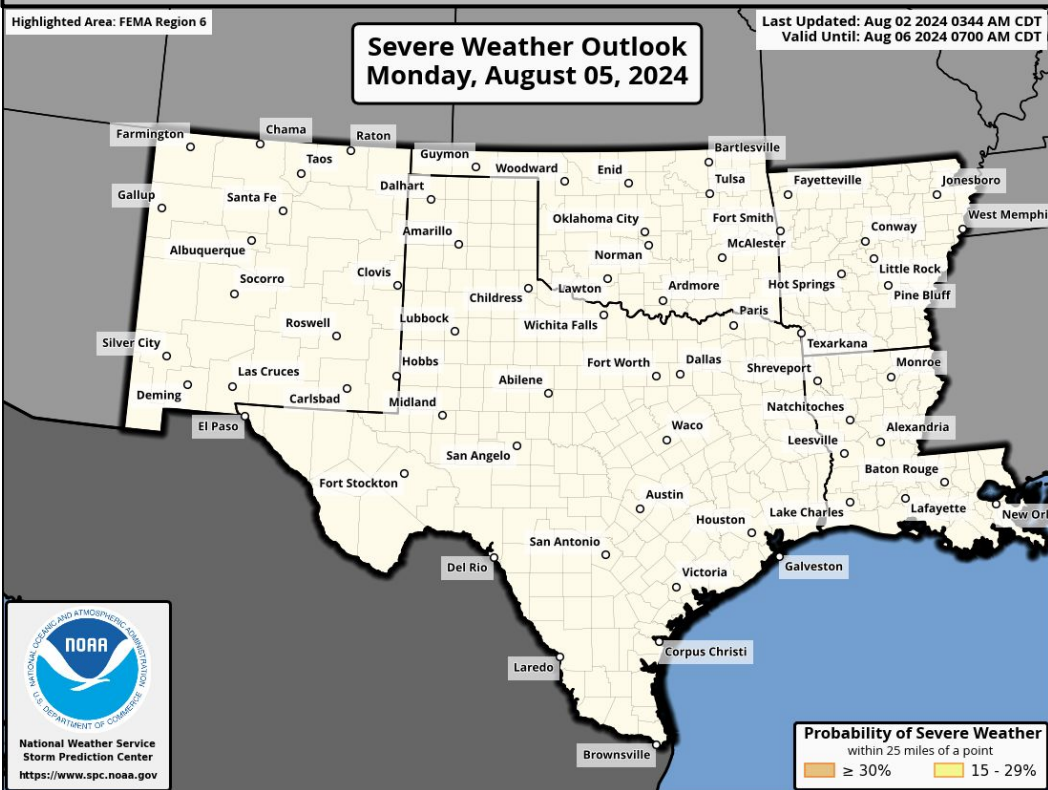 Highlighted Area: FEMA Region 6
Last Updated: Aug 02 2024 0344 AM CDT
Valid Until: Aug 06 2024 0700 AM CDT
Severe Weather Outlook
Monday, August 05, 2024
Farmington
Chama
Raton
Taos
Guymon
Woodward
Enid
Bartlesville
Tulsa
Fayetteville
Jonesboro
Gallup
Santa Fe
Dalhart
Oklahoma City
Fort Smith
West Memphi
Albuquerque
Amarillo
Norman
McAlester
Conway
Socorro
Clovis
Childress
Lawton
Ardmore
Hot Springs
Little Rock
Pine Bluff
Roswell
Lubbock
Wichita Falls
Paris
Texarkana
Silver City
Las Cruces
Hobbs
Abilene
Fort Worth
Dallas
Shreveport
Monroe
Deming
Carlsbad
Midland
Natchitoches
El Paso
San Angelo
Waco
Leesville
Alexandria
Fort Stockton
Austin
Baton Rouge
Houston
Lake Charles
Lafayette
New Orl
San Antonio
Del Rio
Galveston
Victoria
Corpus Christi
Laredo
Brownsville
NATIONAL OCEANIC AND ATMOSPHERIC ADMINISTRATION
NOAA
U.S. DEPARTMENT OF COMMERCE
National Weather Service
Storm Prediction Center
https://www.spc.noaa.gov
Probability of Severe Weather
within 25 miles of a point
≥ 30%
15 - 29%